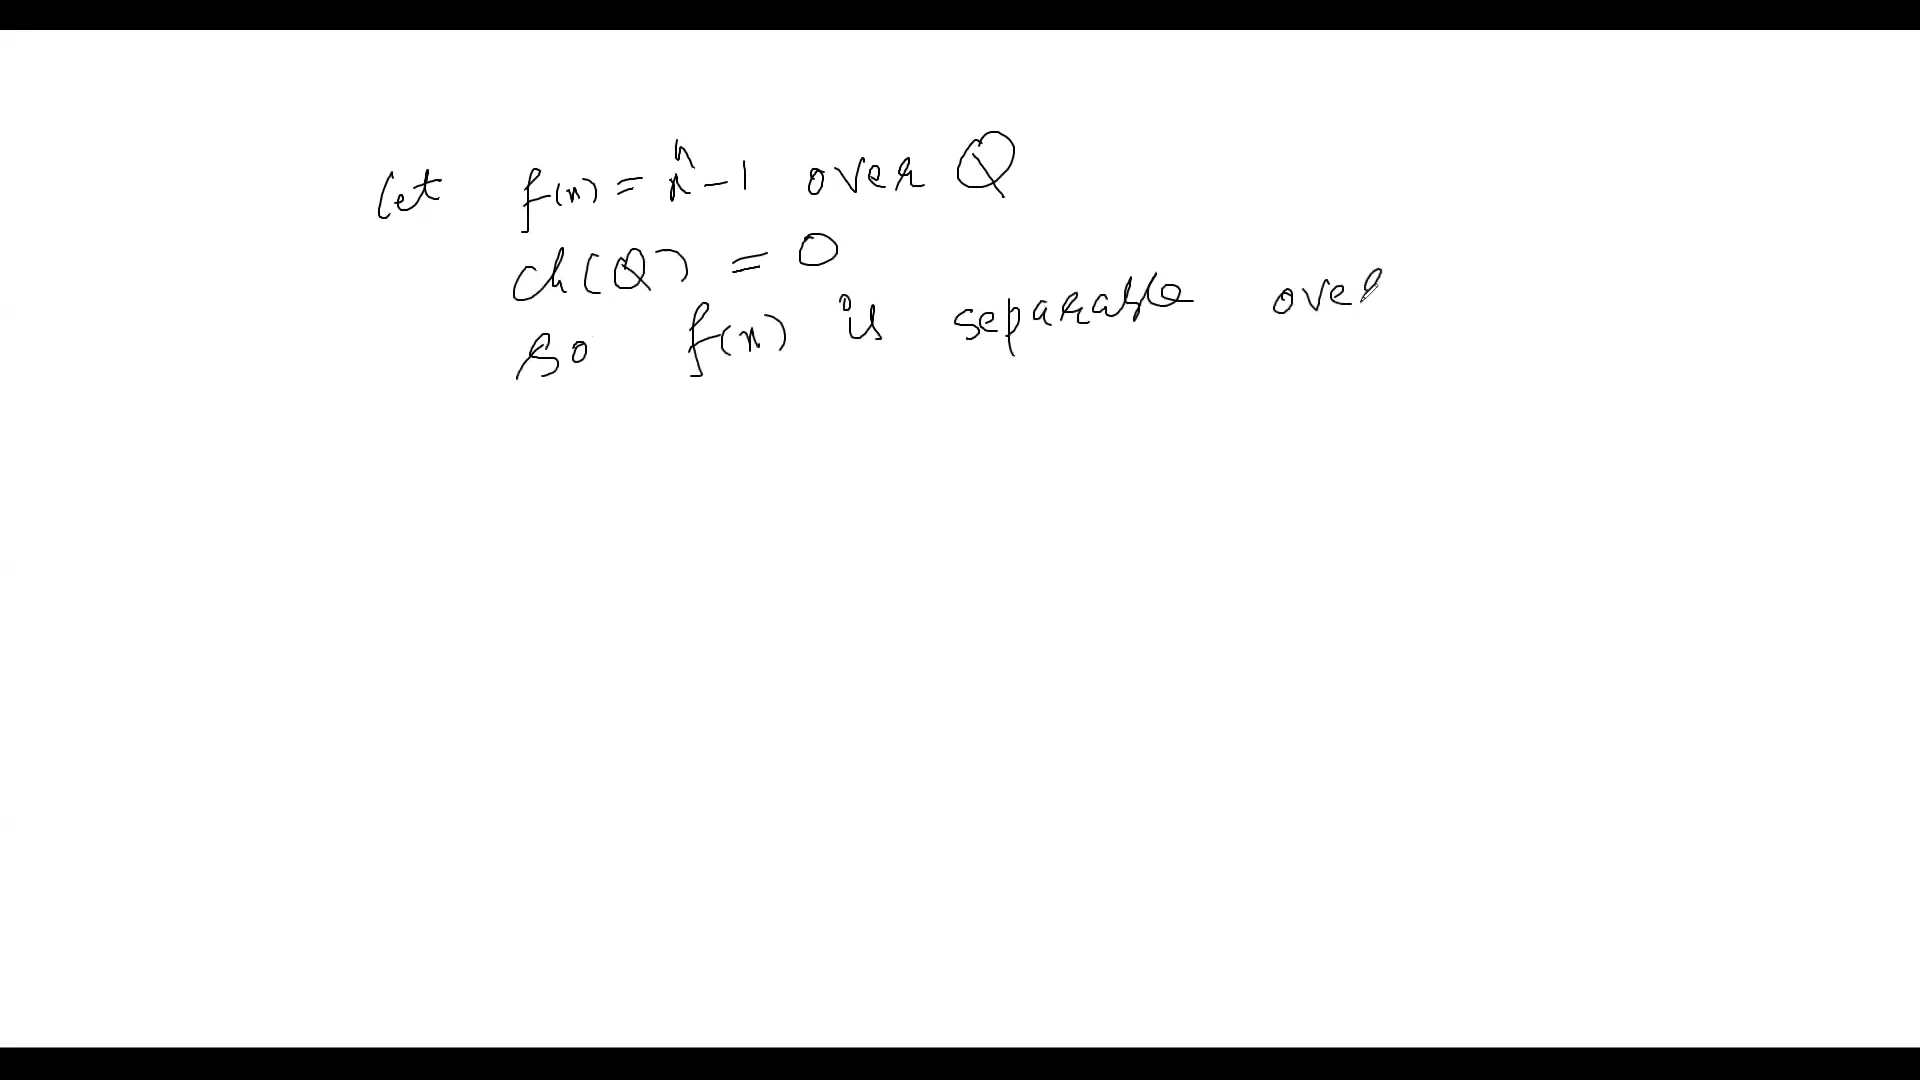 let f(x) = x^n - 1 over Q
ch(Q) = 0
so f(x) is separable over